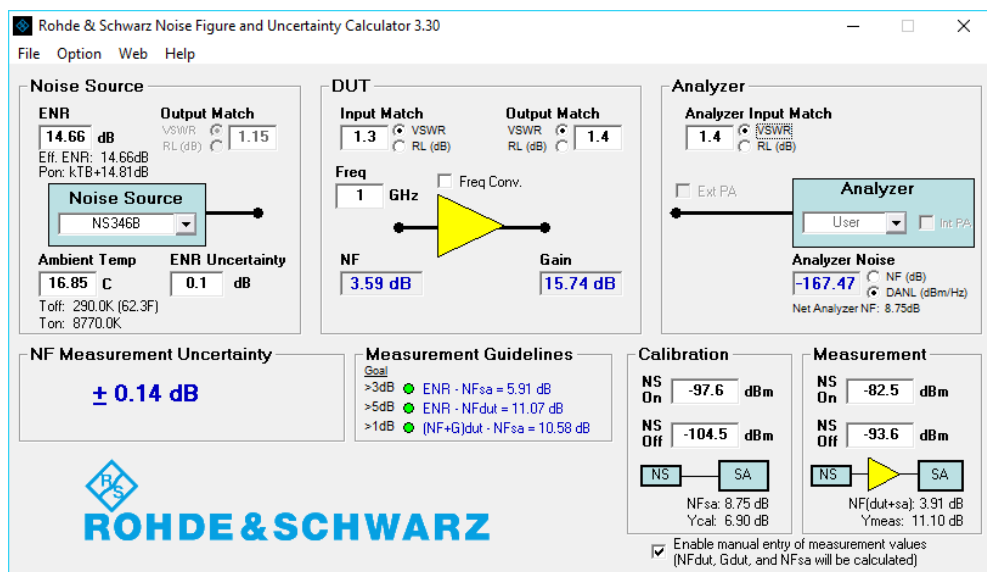 Rohde & Schwarz Noise Figure and Uncertainty Calculator 3.30
File Option Web Help
Noise Source
ENR
14.66 dB
Eff. ENR: 14.66dB
Pon: kTB+14.81dB
Output Match
VSWR
RL (dB)
1.15
Noise Source
NS346B
Ambient Temp
16.85 C
Toff: 290.0K (62.3F)
Ton: 8770.0K
ENR Uncertainty
0.1 dB
DUT
Input Match
1.3
VSWR
RL (dB)
Output Match
VSWR
RL (dB)
1.4
Freq
1 GHz
Freq Conv.
NF
3.59 dB
Gain
15.74 dB
Analyzer
Analyzer Input Match
1.4
VSWR
RL (dB)
Ext PA
Analyzer
User
Int PA
Analyzer Noise
-167.47
NF (dB)
DANL (dBm/Hz)
Net Analyzer NF: 8.75dB
NF Measurement Uncertainty
± 0.14 dB
Measurement Guidelines
Goal
>3dB ENR - NFsa = 5.91 dB
>5dB ENR - NFdut = 11.07 dB
>1dB (NF+G)dut - NFsa = 10.58 dB
Calibration
NS On -97.6 dBm
NS Off -104.5 dBm
NS SA
NFsa: 8.75 dB
Ycal: 6.90 dB
Measurement
NS On -82.5 dBm
NS Off -93.6 dBm
NS SA
NF(dut+sa): 3.91 dB
Ymeas: 11.10 dB
R S
ROHDE&SCHWARZ
Enable manual entry of measurement values
(NFdut, Gdut, and NFsa will be calculated)